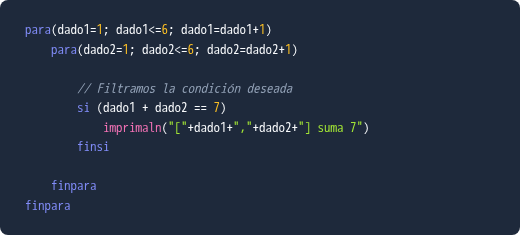 para(dado1=1; dado1<=6; dado1=dado1+1)
    para(dado2=1; dado2<=6; dado2=dado2+1)

        // Filtramos la condición deseada
        si (dado1 + dado2 == 7)
            imprimaln("["+dado1+","+dado2+"] suma 7")
        finsi

    finpara
finpara